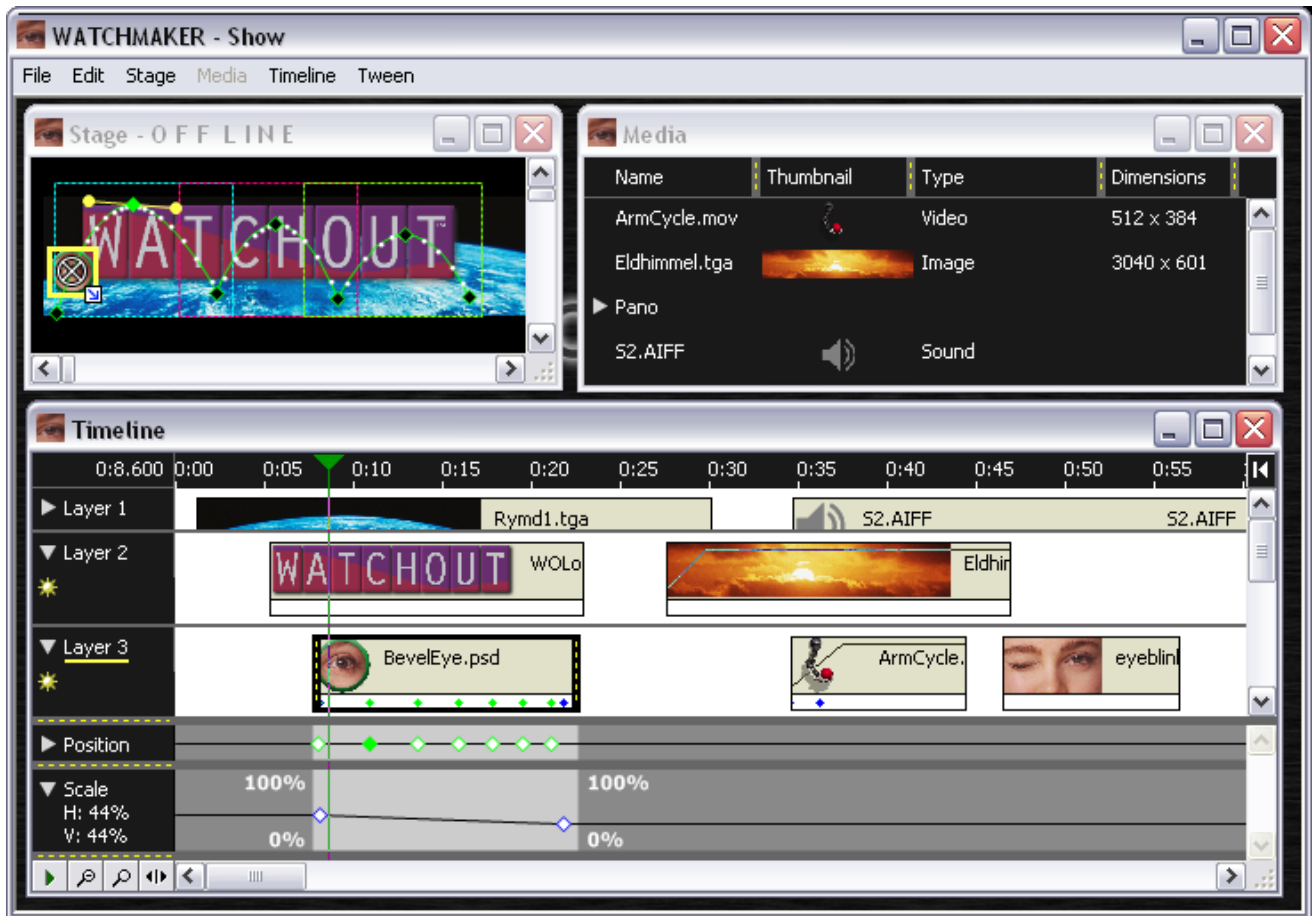 WATCHMAKER - Show
File Edit Stage Media Timeline Tween
Stage - O F F L I N E
WATCHOUT™
Media
Name Thumbnail Type Dimensions
ArmCycle.mov Video 512 x 384
Eldhimmel.tga Image 3040 x 601
Pano
S2.AIFF Sound
Timeline
0:8.600 0:00 0:05 0:10 0:15 0:20 0:25 0:30 0:35 0:40 0:45 0:50 0:55
Layer 1 Rymd1.tga S2.AIFF S2.AIFF
Layer 2 WATCHOUT WOLo Eldhir
Layer 3 BevelEye.psd ArmCycle. eyeblink
Position
Scale 100% 100%
H: 44%
V: 44% 0% 0%